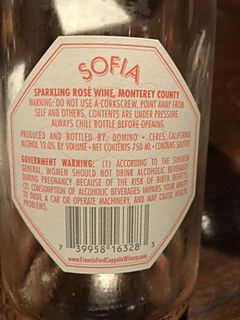 SOFIA
SPARKLING ROSÉ WINE, MONTEREY COUNTY
WARNING: DO NOT USE A CORKSCREW. POINT AWAY FROM
SELF AND OTHERS. CONTENTS ARE UNDER PRESSURE.
ALWAYS CHILL BOTTLE BEFORE OPENING.
PRODUCED AND BOTTLED BY: DOMINO • CERES, CALIFORNIA
ALCOHOL 12.0% BY VOLUME • NET CONTENTS-750 ML • CONTAINS SULFITES
GOVERNMENT WARNING: (1) ACCORDING TO THE SURGEON
GENERAL, WOMEN SHOULD NOT DRINK ALCOHOLIC BEVERAGES
DURING PREGNANCY BECAUSE OF THE RISK OF BIRTH DEFECTS.
(2) CONSUMPTION OF ALCOHOLIC BEVERAGES IMPAIRS YOUR ABILITY
TO DRIVE A CAR OR OPERATE MACHINERY, AND MAY CAUSE HEALTH
PROBLEMS.
7 39958 16328 3
www.FrancisFordCoppolaWinery.com